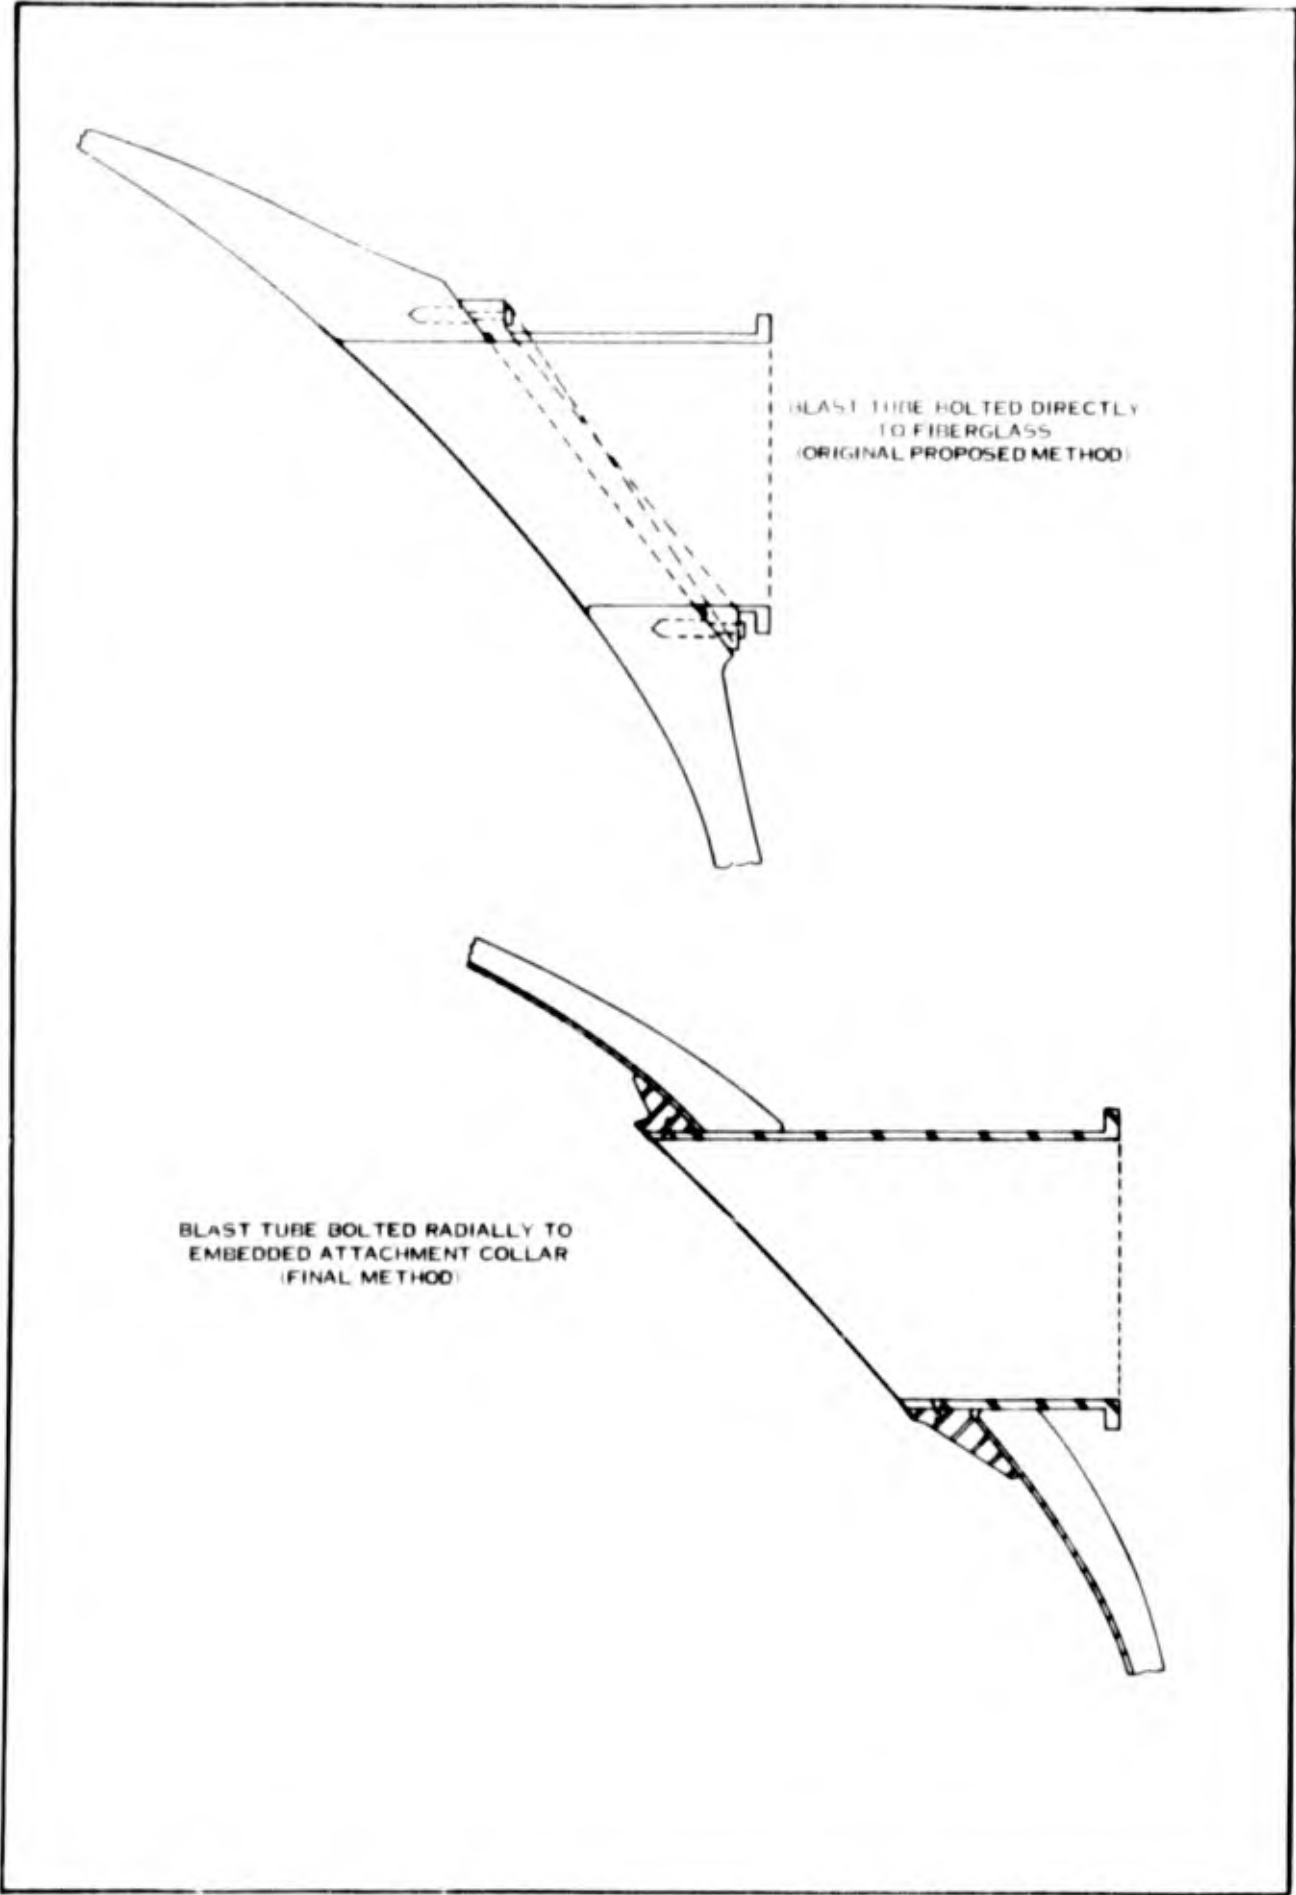 BLAST TUBE BOLTED DIRECTLY
TO FIBERGLASS
(ORIGINAL PROPOSED METHOD)
BLAST TUBE BOLTED RADIALLY TO
EMBEDDED ATTACHMENT COLLAR
(FINAL METHOD)